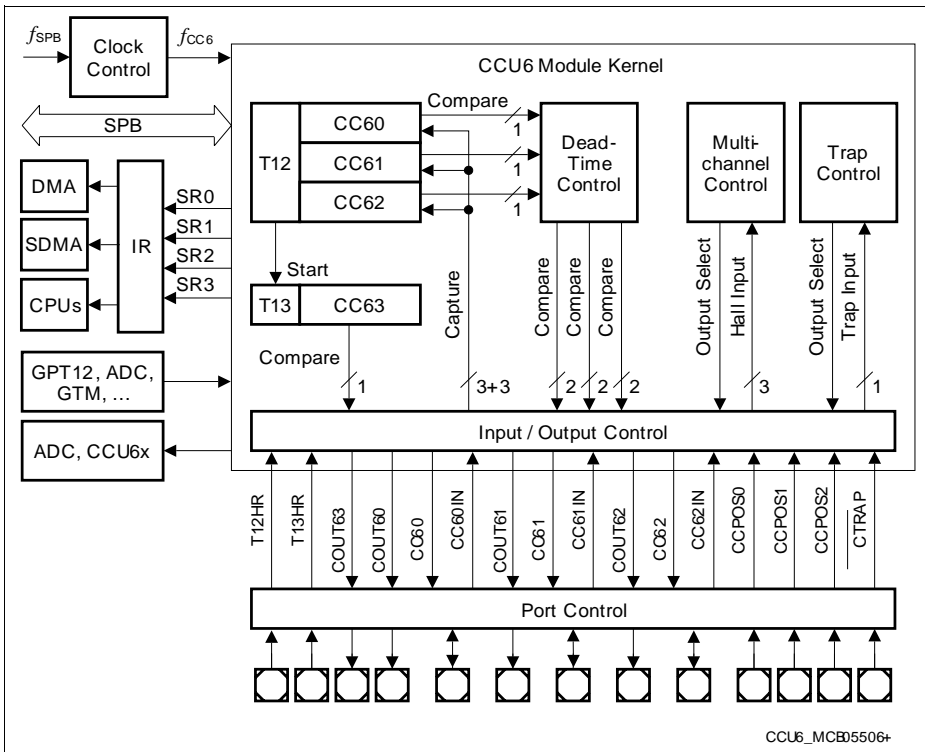 fSPB
Clock
Control
fCC6
CCU6 Module Kernel
SPB
DMA
SDMA
CPUs
IR
SR0
SR1
SR2
SR3
GPT12, ADC,
GTM, ...
ADC, CCU6x
T12
CC60
CC61
CC62
Compare
1
1
1
Dead-
Time
Control
Multi-
channel
Control
Trap
Control
Start
T13
CC63
Compare
1
Capture
3+3
Compare
2
Compare
2
Compare
2
Output Select
Hall Input
3
Output Select
Trap Input
1
Input / Output Control
T12HR
T13HR
COUT63
COUT60
CC60
CC60IN
COUT61
CC61
CC61IN
COUT62
CC62
CC62IN
CCPOS0
CCPOS1
CCPOS2
CTRAP
Port Control
CCU6_MCB05506+